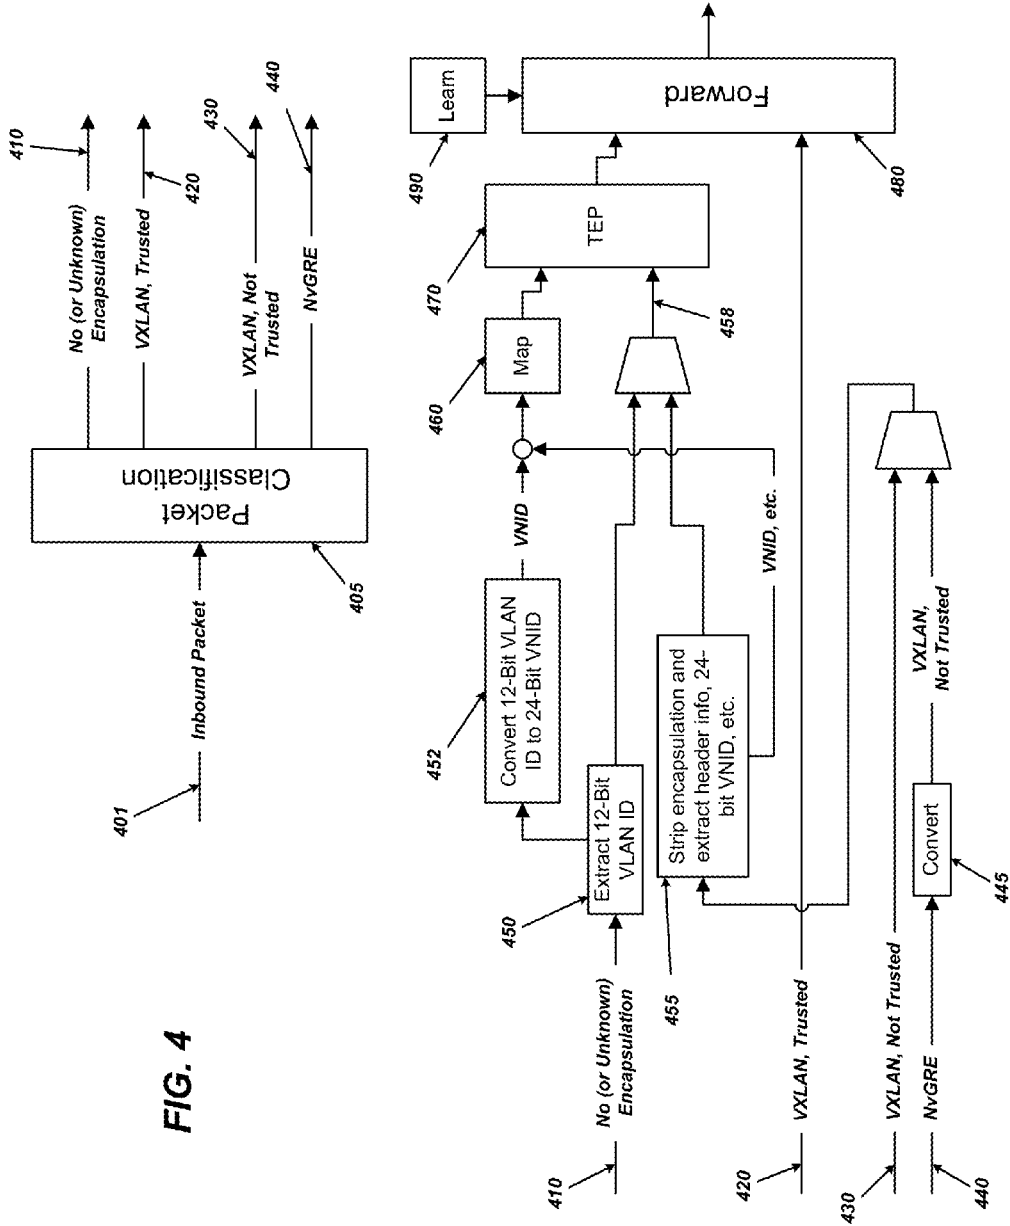 FIG. 4
401
Inbound Packet
405
Packet
Classification
No (or Unknown)
Encapsulation
410
VXLAN, Trusted
420
VXLAN, Not
Trusted
430
NvGRE
440
410
No (or Unknown)
Encapsulation
450
Extract 12-Bit
VLAN ID
452
Convert 12-Bit VLAN
ID to 24-Bit VNID
VNID
460
Map
470
TEP
490
Learn
Forward
480
455
Strip encapsulation and
extract header info, 24-
bit VNID, etc.
VNID, etc.
458
420
VXLAN, Trusted
430
VXLAN, Not Trusted
440
NvGRE
Convert
445
VXLAN,
Not Trusted